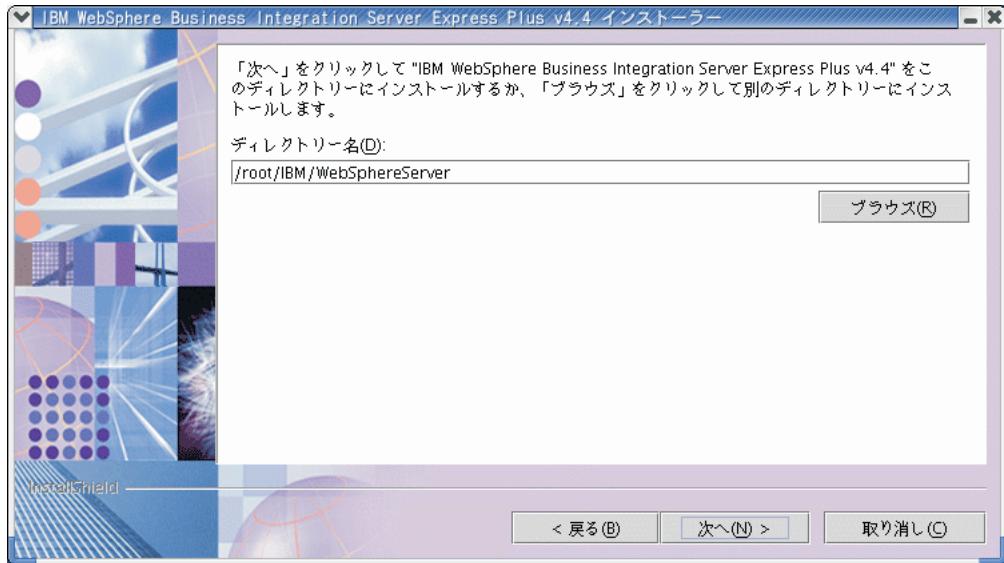 IBM WebSphere Business Integration Server Express Plus v4.4 インストーラー
「次へ」をクリックして "IBM WebSphere Business Integration Server Express Plus v4.4" をこ
のディレクトリーにインストールするか、「ブラウズ」をクリックして別のディレクトリーにインス
トールします。
ディレクトリー名(D):
/root/IBM/WebSphereServer
ブラウズ(R)
InstallShield
< 戻る(B)
次へ(N) >
取り消し(C)